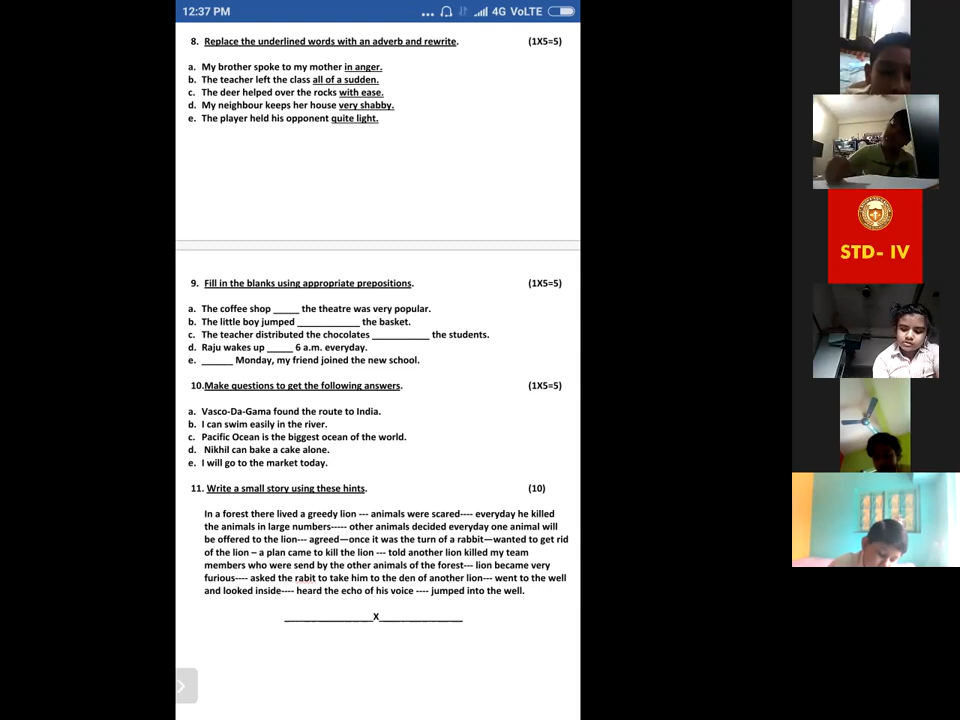 12:37 PM ... 4G VoLTE
8. Replace the underlined words with an adverb and rewrite. (1X5=5)
a. My brother spoke to my mother in anger.
b. The teacher left the class all of a sudden.
c. The deer helped over the rocks with ease.
d. My neighbour keeps her house very shabby.
e. The player held his opponent quite light.
9. Fill in the blanks using appropriate prepositions. (1X5=5)
a. The coffee shop _____ the theatre was very popular.
b. The little boy jumped ____________ the basket.
c. The teacher distributed the chocolates ___________ the students.
d. Raju wakes up _____ 6 a.m. everyday.
e. ______ Monday, my friend joined the new school.
10.Make questions to get the following answers. (1X5=5)
a. Vasco-Da-Gama found the route to India.
b. I can swim easily in the river.
c. Pacific Ocean is the biggest ocean of the world.
d. Nikhil can bake a cake alone.
e. I will go to the market today.
11. Write a small story using these hints. (10)
In a forest there lived a greedy lion --- animals were scared---- everyday he killed
the animals in large numbers----- other animals decided everyday one animal will
be offered to the lion--- agreed—once it was the turn of a rabbit—wanted to get rid
of the lion – a plan came to kill the lion --- told another lion killed my team
members who were send by the other animals of the forest--- lion became very
furious---- asked the rabit to take him to the den of another lion--- went to the well
and looked inside---- heard the echo of his voice ---- jumped into the well.
_________________X________________
STD- IV